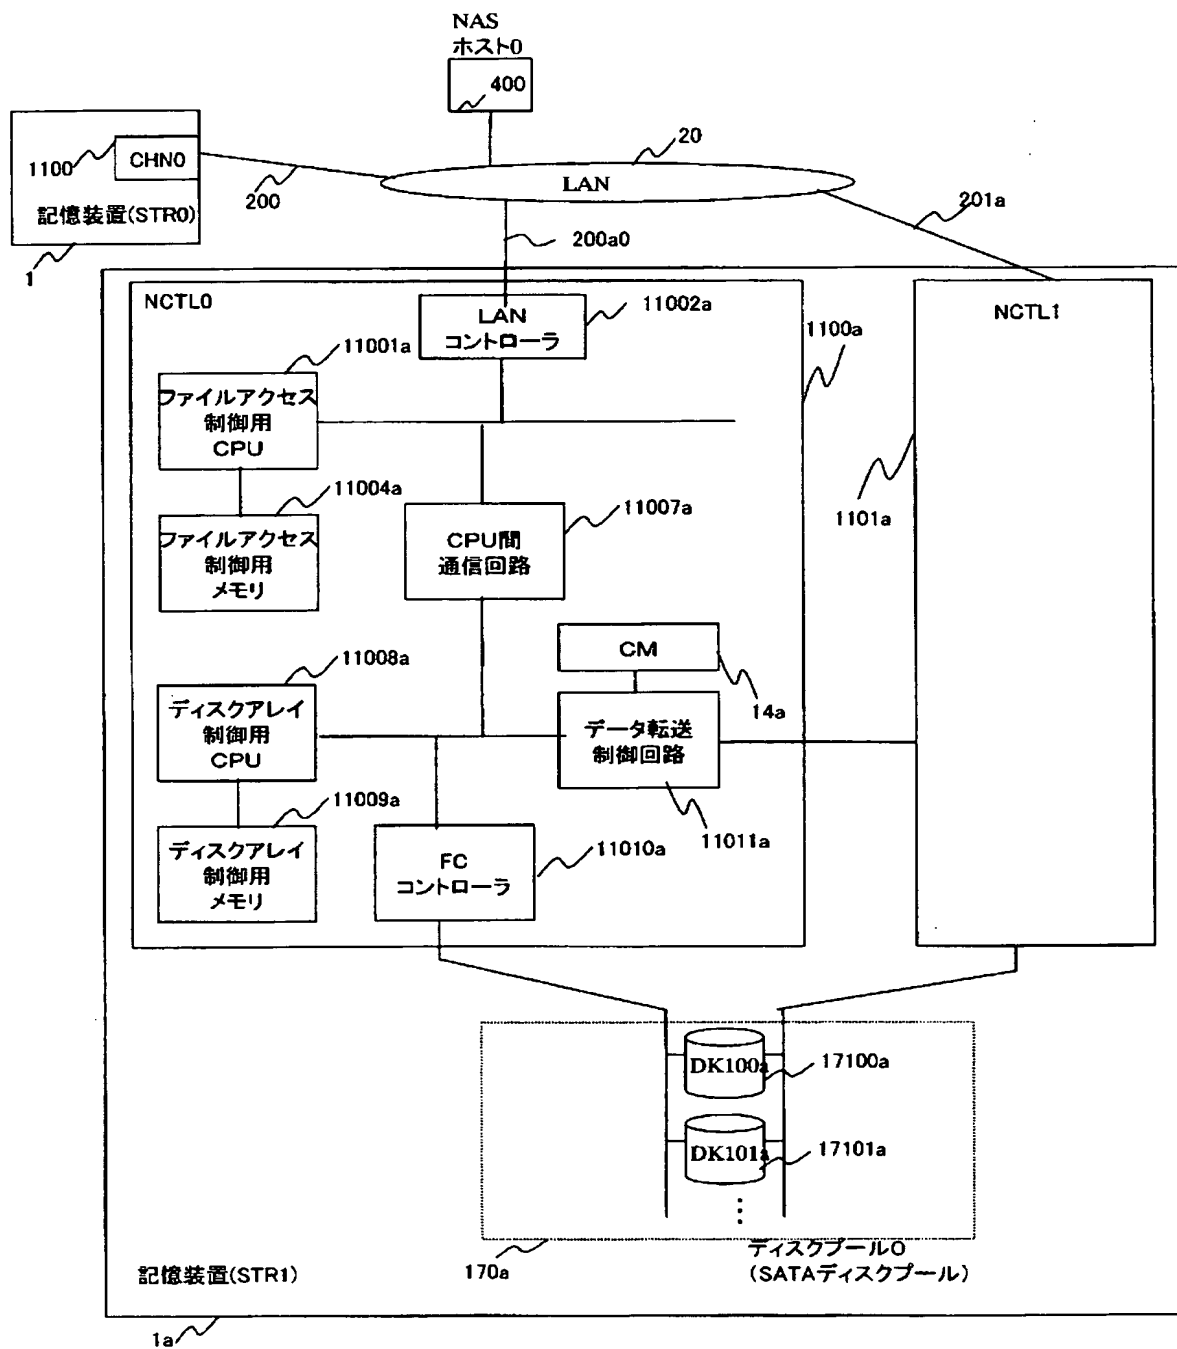 NAS
ホスト0
400
1100
CHN0
記憶装置(STR0)
1
200
20
LAN
201a
200a0
NCTL0
LAN
コントローラ
11002a
1100a
NCTL1
1101a
11001a
ファイルアクセス
制御用
CPU
11004a
ファイルアクセス
制御用
メモリ
CPU間
通信回路
11007a
CM
14a
11008a
ディスクアレイ
制御用
CPU
データ転送
制御回路
11011a
11009a
ディスクアレイ
制御用
メモリ
FC
コントローラ
11010a
DK100a
17100a
DK101a
17101a
170a
ディスクプール0
(SATAディスクプール)
記憶装置(STR1)
1a